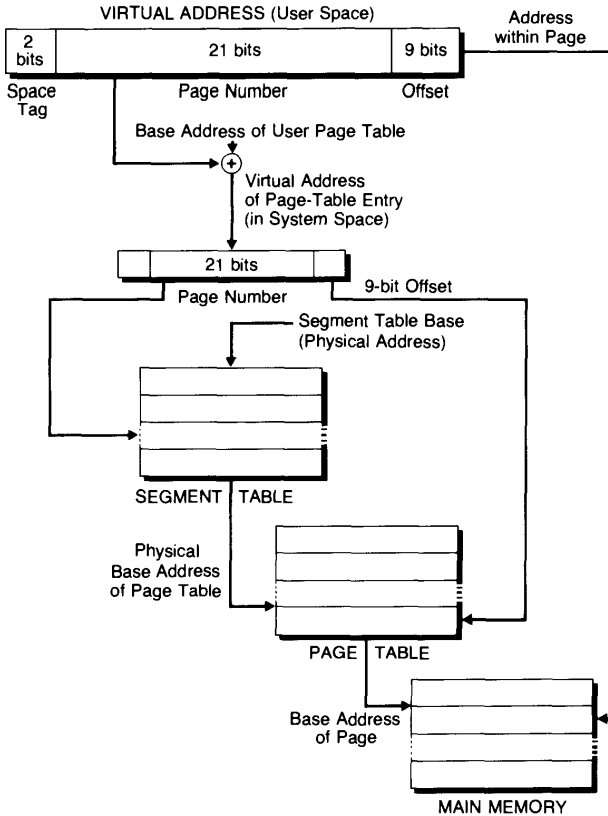 VIRTUAL ADDRESS (User Space)
Address
within Page
2
bits
21 bits
9 bits
Space
Tag
Page Number
Offset
Base Address of User Page Table
+
Virtual Address
of Page-Table Entry
(in System Space)
21 bits
Page Number
9-bit Offset
Segment Table Base
(Physical Address)
SEGMENT TABLE
Physical
Base Address
of Page Table
PAGE TABLE
Base Address
of Page
MAIN MEMORY